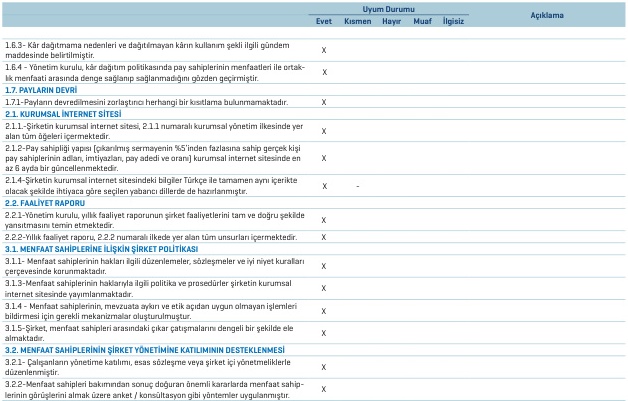 Uyum Durumu
Evet Kısmen Hayır Muaf İlgisiz Açıklama
1.6.3- Kâr dağıtmama nedenleri ve dağıtılmayan kârın kullanım şekli ilgili gündem
maddesinde belirtilmiştir. X
1.6.4 - Yönetim kurulu, kâr dağıtım politikasında pay sahiplerinin menfaatleri ile ortak-
lık menfaati arasında denge sağlanıp sağlanmadığını gözden geçirmiştir. X
1.7. PAYLARIN DEVRİ
1.7.1-Payların devredilmesini zorlaştırıcı herhangi bir kısıtlama bulunmamaktadır. X
2.1. KURUMSAL İNTERNET SİTESİ
2.1.1.-Şirketin kurumsal internet sitesi, 2.1.1 numaralı kurumsal yönetim ilkesinde yer
alan tüm öğeleri içermektedir. X
2.1.2-Pay sahipliği yapısı (çıkarılmış sermayenin %5'inden fazlasına sahip gerçek kişi
pay sahiplerinin adları, imtiyazları, pay adedi ve oranı) kurumsal internet sitesinde en
az 6 ayda bir güncellenmektedir. X
2.1.4-Şirketin kurumsal internet sitesindeki bilgiler Türkçe ile tamamen aynı içerikte
olacak şekilde ihtiyaca göre seçilen yabancı dillerde de hazırlanmıştır. X -
2.2. FAALİYET RAPORU
2.2.1-Yönetim kurulu, yıllık faaliyet raporunun şirket faaliyetlerini tam ve doğru şekilde
yansıtmasını temin etmektedir. X
2.2.2-Yıllık faaliyet raporu, 2.2.2 numaralı ilkede yer alan tüm unsurları içermektedir. X
3.1. MENFAAT SAHİPLERİNE İLİŞKİN ŞİRKET POLİTİKASI
3.1.1- Menfaat sahiplerinin hakları ilgili düzenlemeler, sözleşmeler ve iyi niyet kuralları
çerçevesinde korunmaktadır. X
3.1.3-Menfaat sahiplerinin haklarıyla ilgili politika ve prosedürler şirketin kurumsal
internet sitesinde yayımlanmaktadır. X
3.1.4 - Menfaat sahiplerinin, mevzuata aykırı ve etik açıdan uygun olmayan işlemleri
bildirmesi için gerekli mekanizmalar oluşturulmuştur. X
3.1.5-Şirket, menfaat sahipleri arasındaki çıkar çatışmalarını dengeli bir şekilde ele
almaktadır. X
3.2. MENFAAT SAHİPLERİNİN ŞİRKET YÖNETİMİNE KATILIMININ DESTEKLENMESİ
3.2.1- Çalışanların yönetime katılımı, esas sözleşme veya şirket içi yönetmeliklerle
düzenlenmiştir. X
3.2.2-Menfaat sahipleri bakımından sonuç doğuran önemli kararlarda menfaat sahip-
lerinin görüşlerini almak üzere anket / konsültasyon gibi yöntemler uygulanmıştır. X